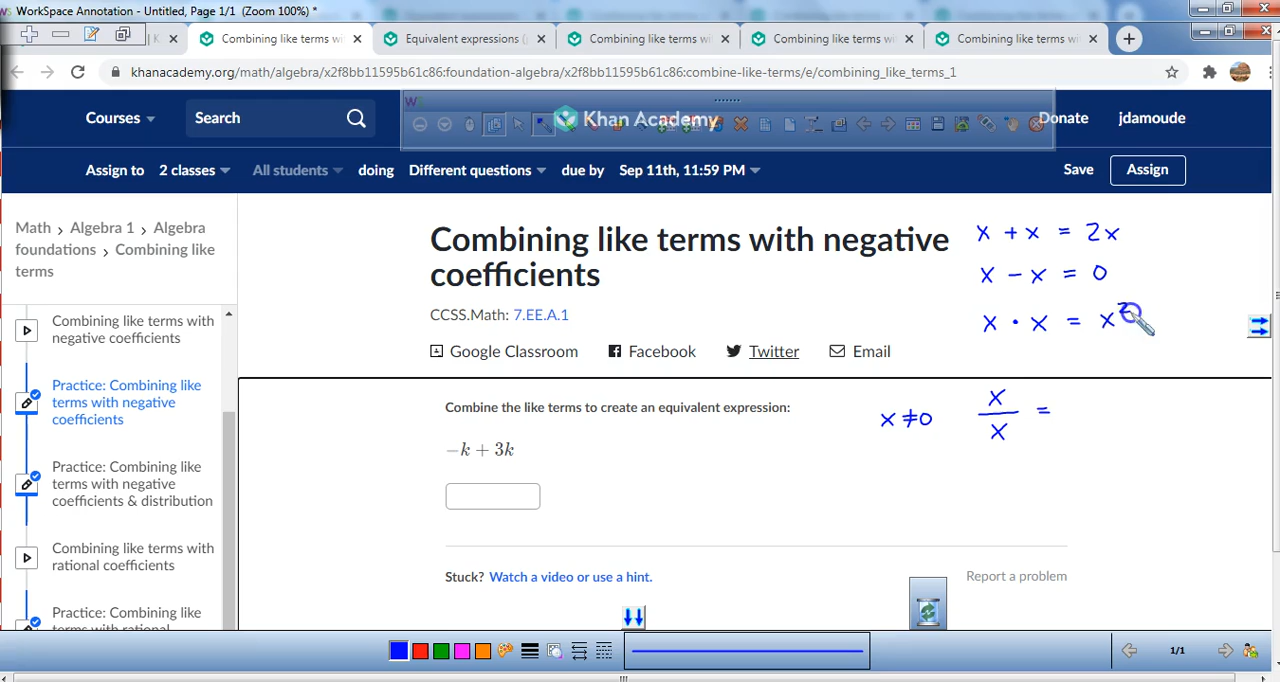 WorkSpace Annotation - Untitled, Page 1/1 (Zoom 100%) *
Combining like terms wi
Equivalent expressions
Combining like terms wi
Combining like terms wi
Combining like terms wi
khanacademy.org/math/algebra/x2f8bb11595b61c86:foundation-algebra/x2f8bb11595b61c86:combine-like-terms/e/combining_like_terms_1
Courses
Search
Khan Academy
Donate
jdamoude
Assign to 2 classes All students doing Different questions due by Sep 11th, 11:59 PM
Save
Assign
Math > Algebra 1 > Algebra
foundations > Combining like
terms
Combining like terms with
negative coefficients
Practice: Combining like
terms with negative
coefficients
Practice: Combining like
terms with negative
coefficients & distribution
Combining like terms with
rational coefficients
Practice: Combining like
terms with rational
Combining like terms with negative
coefficients
CCSS.Math: 7.EE.A.1
Google Classroom
Facebook
Twitter
Email
x + x = 2x
x - x = 0
x · x = x²
Combine the like terms to create an equivalent expression:
−k + 3k
x ≠ 0
x/x =
Stuck? Watch a video or use a hint.
Report a problem
1/1